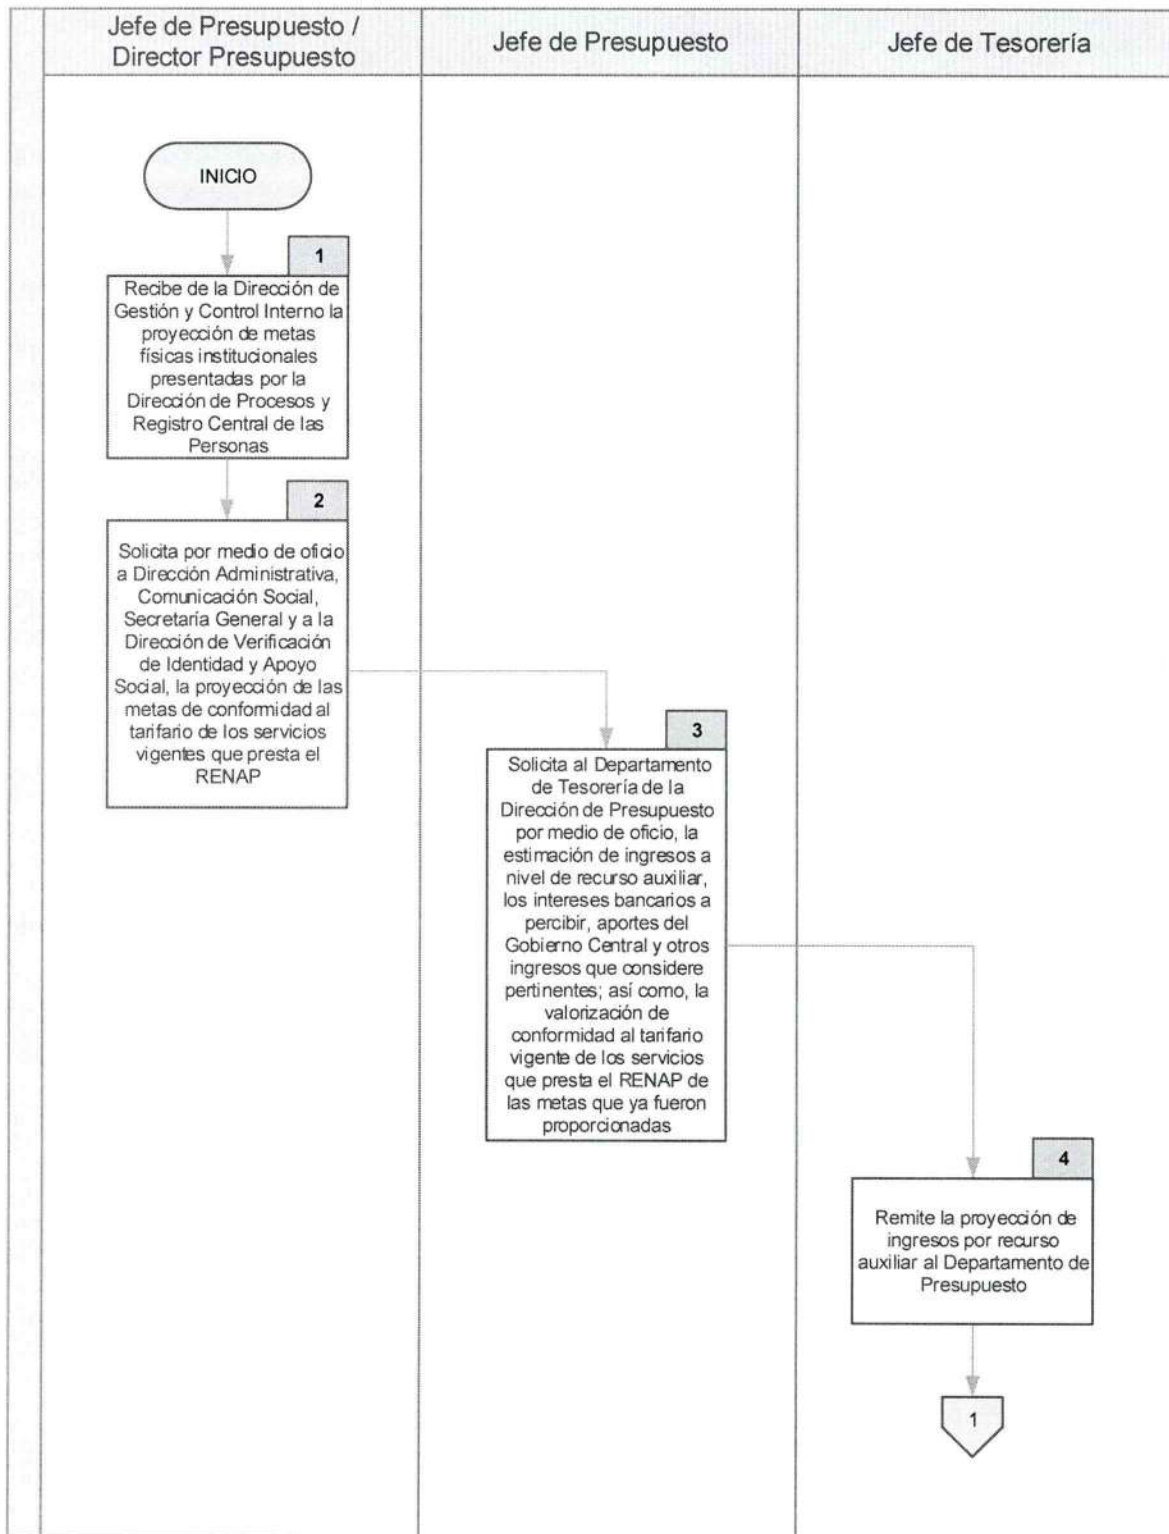 Jefe de Presupuesto /
Director Presupuesto
Jefe de Presupuesto
Jefe de Tesorería
INICIO
1
Recibe de la Dirección de
Gestión y Control Interno la
proyección de metas
físicas institucionales
presentadas por la
Dirección de Procesos y
Registro Central de las
Personas
2
Solicita por medio de oficio
a Dirección Administrativa,
Comunicación Social,
Secretaría General y a la
Dirección de Verificación
de Identidad y Apoyo
Social, la proyección de las
metas de conformidad al
tarifario de los servicios
vigentes que presta el
RENAP
3
Solicita al Departamento
de Tesorería de la
Dirección de Presupuesto
por medio de oficio, la
estimación de ingresos a
nivel de recurso auxiliar,
los intereses bancarios a
percibir, aportes del
Gobierno Central y otros
ingresos que considere
pertinentes; así como, la
valorización de
conformidad al tarifario
vigente de los servicios
que presta el RENAP de
las metas que ya fueron
proporcionadas
4
Remite la proyección de
ingresos por recurso
auxiliar al Departamento de
Presupuesto
1